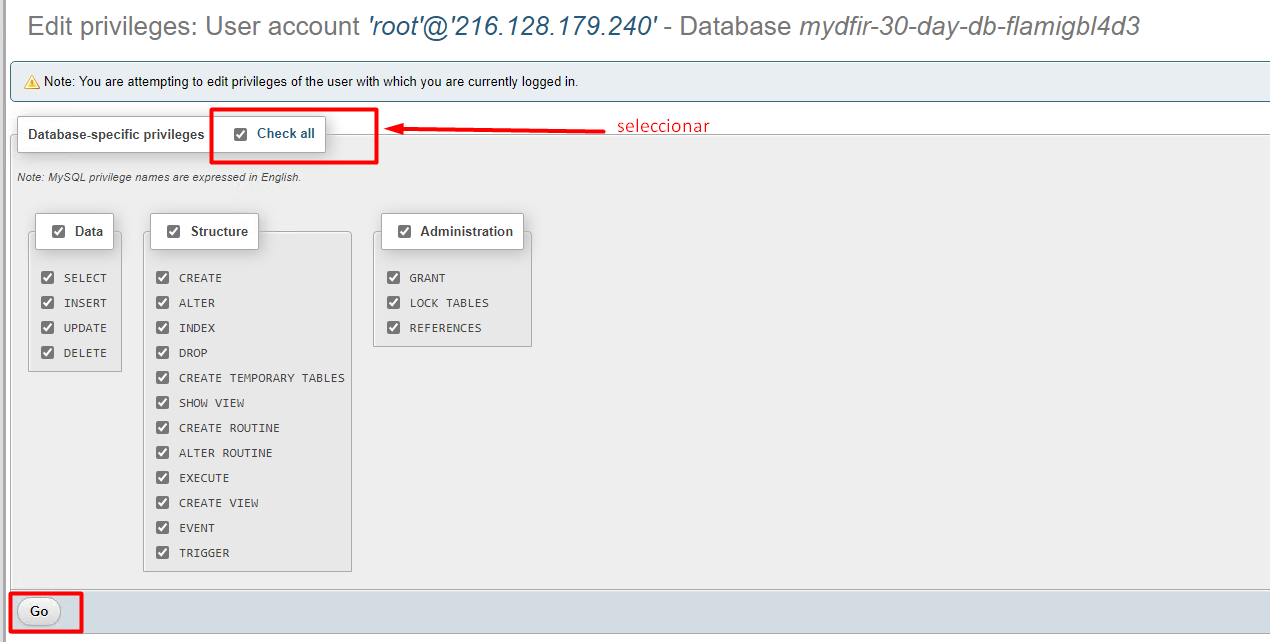 Edit privileges: User account 'root'@'216.128.179.240' - Database mydfir-30-day-db-flamigbl4d3
Note: You are attempting to edit privileges of the user with which you are currently logged in.
Database-specific privileges Check all
seleccionar
Note: MySQL privilege names are expressed in English.
Data
SELECT
INSERT
UPDATE
DELETE
Structure
CREATE
ALTER
INDEX
DROP
CREATE TEMPORARY TABLES
SHOW VIEW
CREATE ROUTINE
ALTER ROUTINE
EXECUTE
CREATE VIEW
EVENT
TRIGGER
Administration
GRANT
LOCK TABLES
REFERENCES
Go